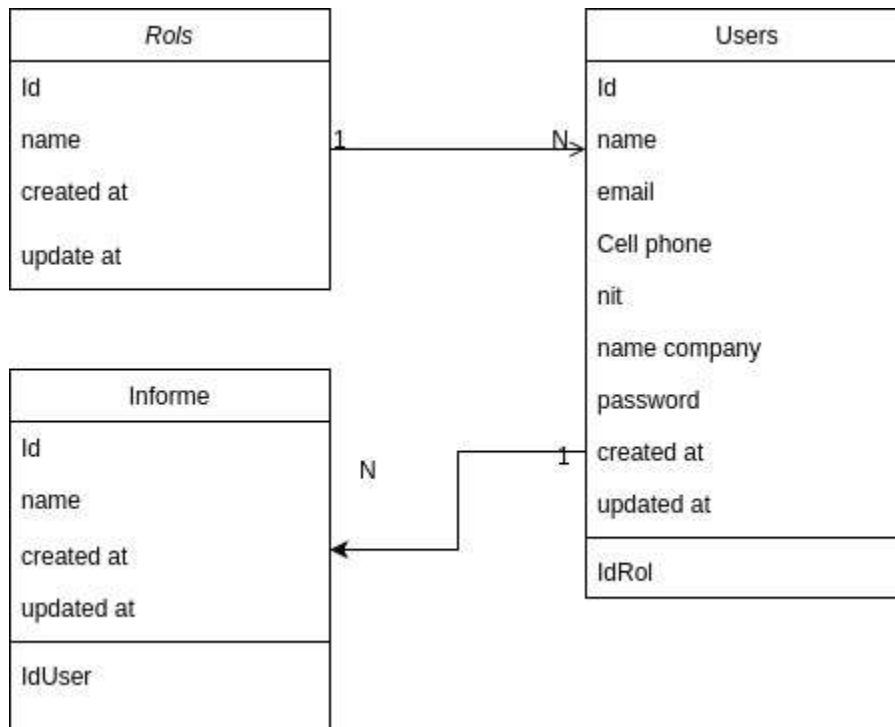 Rols
Id
name
created at
update at
1
N
Users
Id
name
email
Cell phone
nit
name company
password
created at
updated at
IdRol
1
N
Informe
Id
name
created at
updated at
IdUser